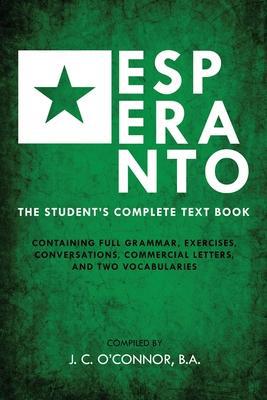 ESP
ERA
NTO
THE STUDENT'S COMPLETE TEXT BOOK
CONTAINING FULL GRAMMAR, EXERCISES,
CONVERSATIONS, COMMERCIAL LETTERS,
AND TWO VOCABULARIES
COMPILED BY
J. C. O'CONNOR, B.A.